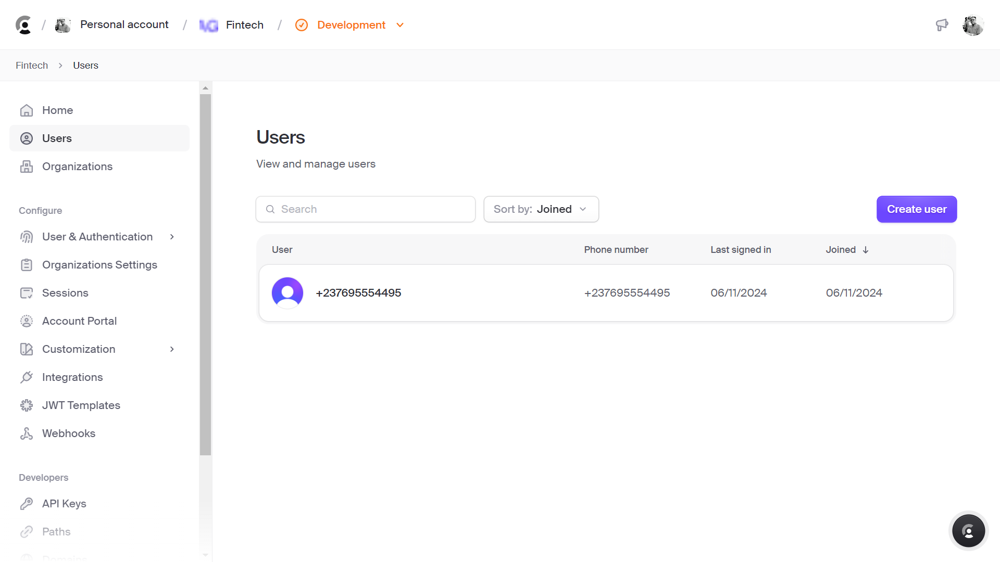 Personal account / Fintech / Development
Fintech > Users
Home
Users
Organizations
Configure
User & Authentication
Organizations Settings
Sessions
Account Portal
Customization
Integrations
JWT Templates
Webhooks
Developers
API Keys
Paths
Domains
Users
View and manage users
Search
Sort by: Joined
Create user
User Phone number Last signed in Joined
+237695554495 +237695554495 06/11/2024 06/11/2024